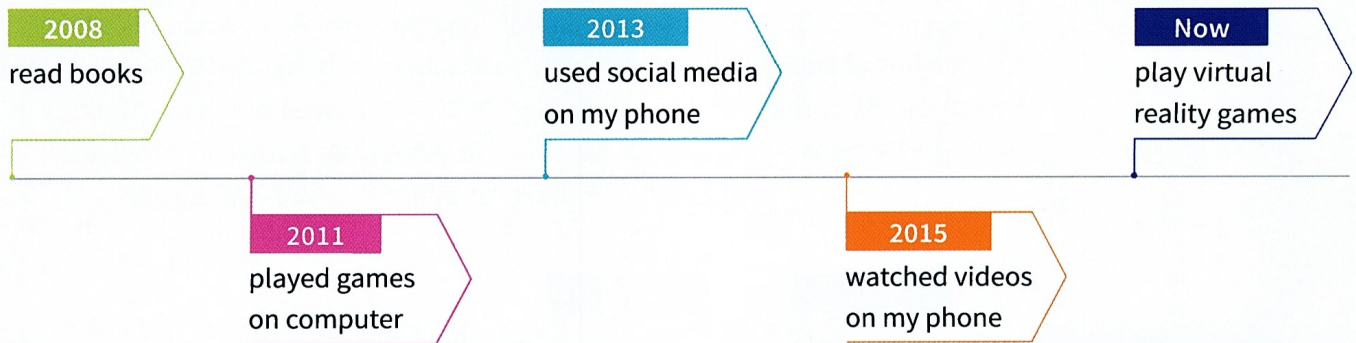 2008
read books
2011
played games
on computer
2013
used social media
on my phone
2015
watched videos
on my phone
Now
play virtual
reality games